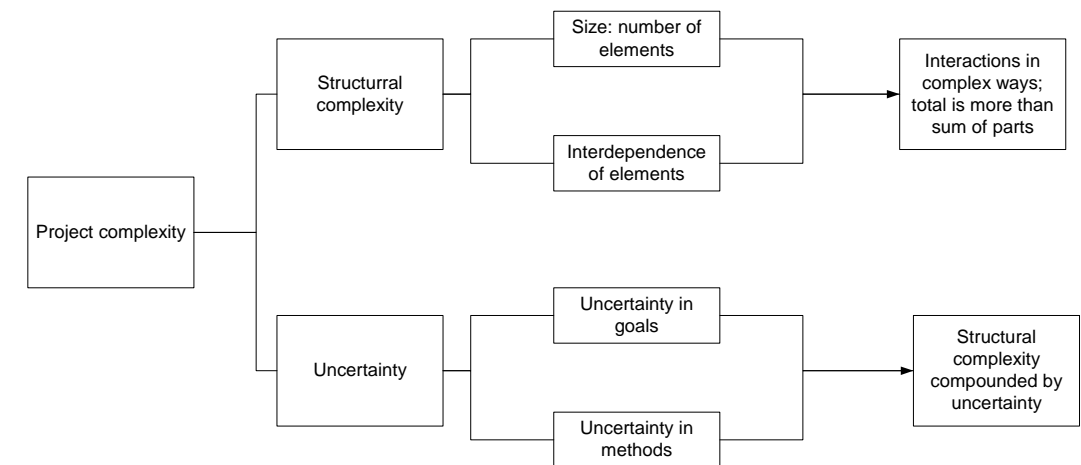 Project complexity
Structurral
complexity
Size: number of
elements
Interdependence
of elements
Interactions in
complex ways;
total is more than
sum of parts
Uncertainty
Uncertainty in
goals
Uncertainty in
methods
Structural
complexity
compounded by
uncertainty